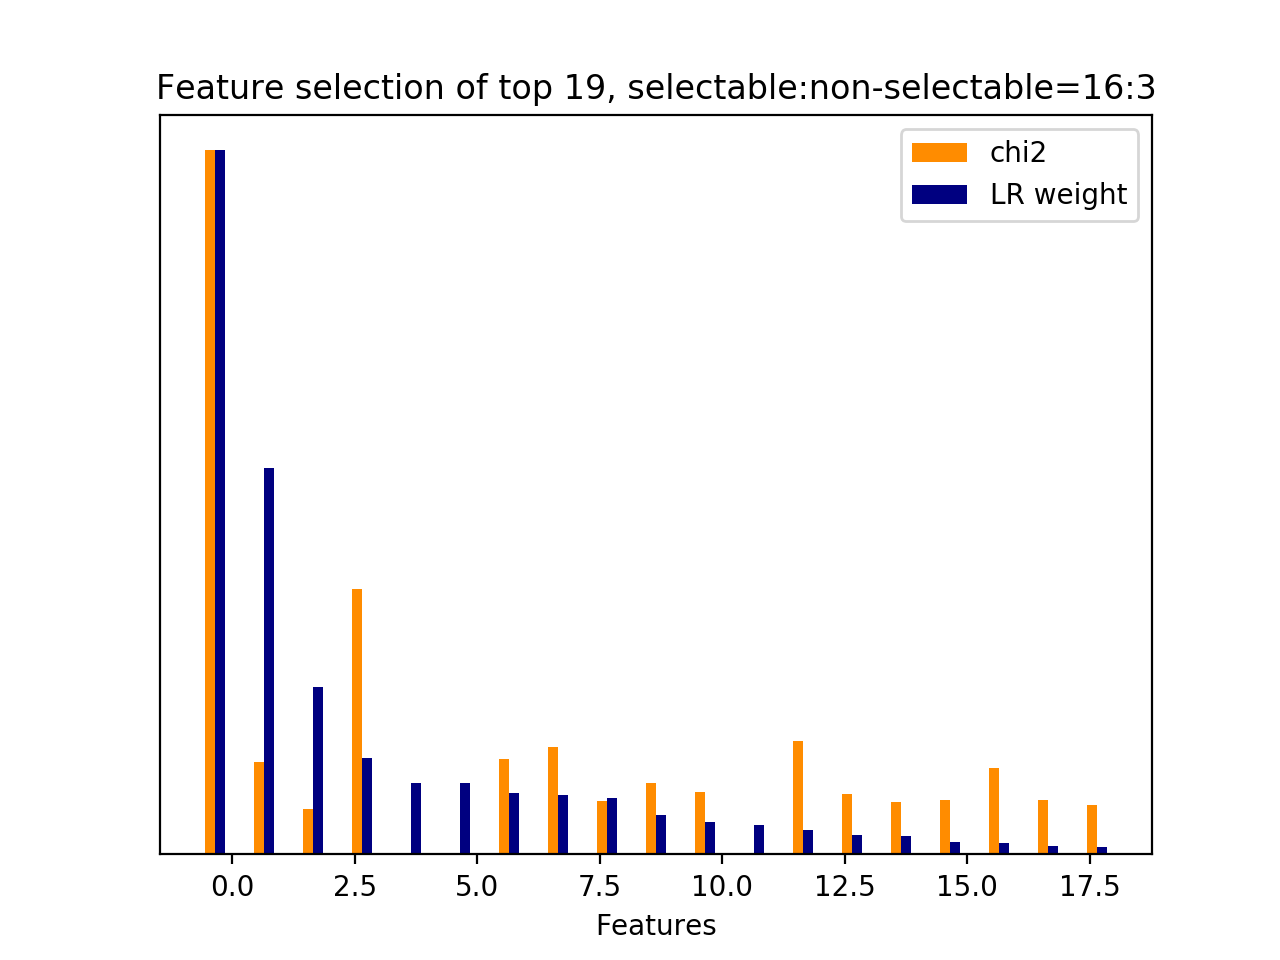 Feature selection of top 19, selectable:non-selectable=16:3
chi2
LR weight
0.0 2.5 5.0 7.5 10.0 12.5 15.0 17.5
Features